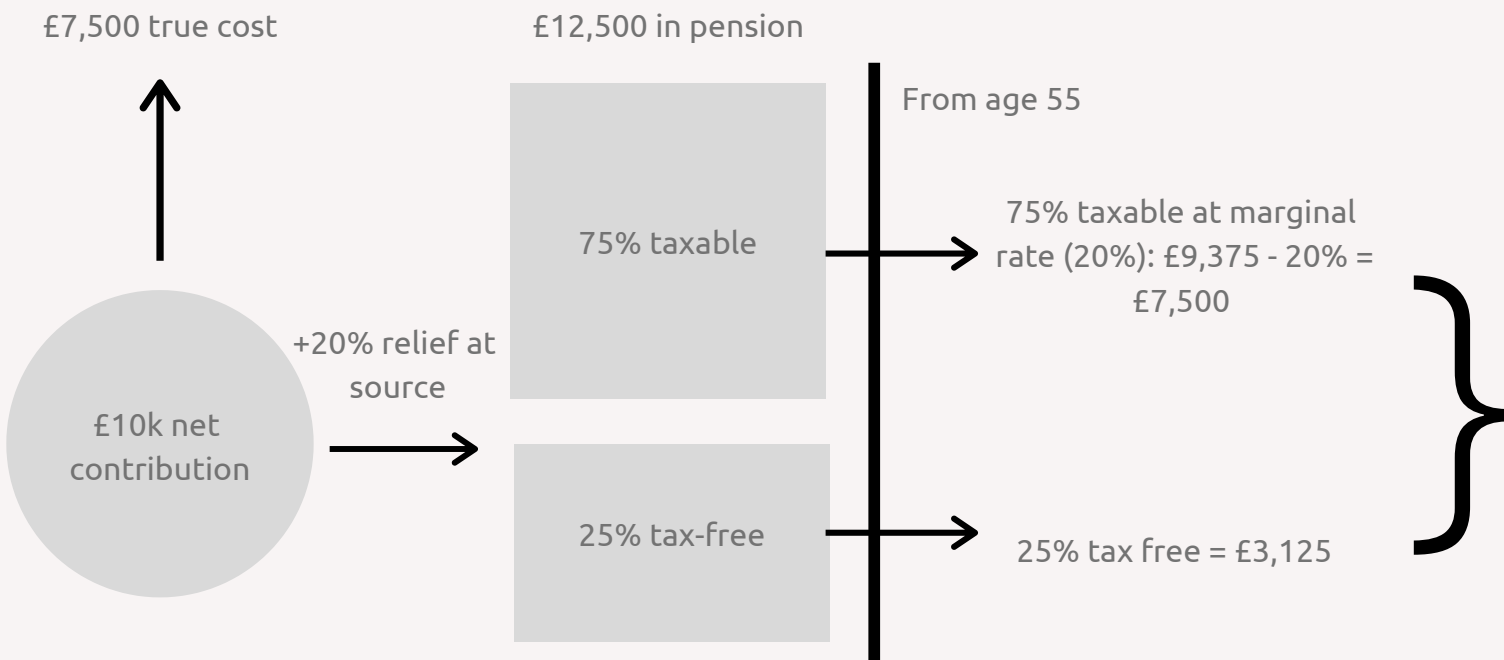 £7,500 true cost
£12,500 in pension
From age 55
75% taxable
75% taxable at marginal
rate (20%): £9,375 - 20% =
£7,500
+20% relief at
source
£10k net
contribution
25% tax-free
25% tax free = £3,125